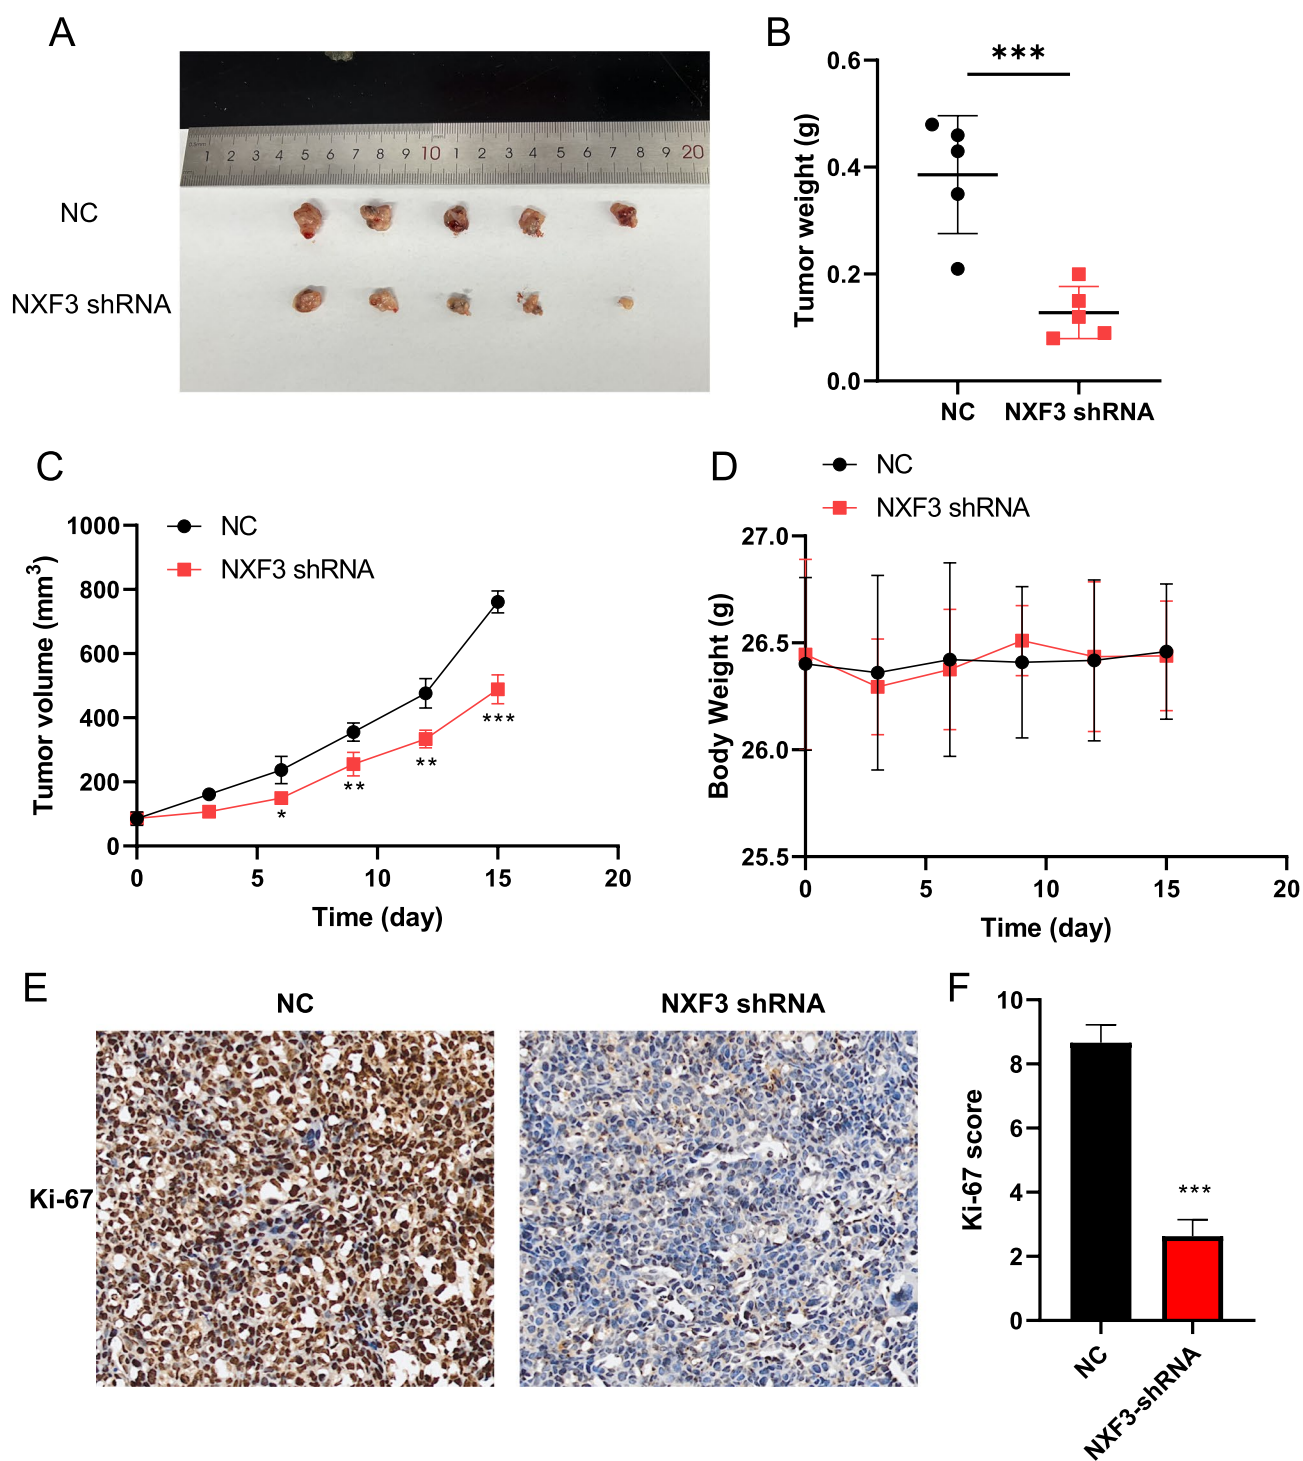 A
0.5mm
(mm)
1 2 3 4 5 6 7 8 9 10 1 2 3 4 5 6 7 8 9 20
NC
NXF3 shRNA
B
***
Tumor weight (g)
0.6
0.4
0.2
0.0
NC NXF3 shRNA
C
NC
NXF3 shRNA
Tumor volume (mm³)
1000
800
600
400
200
0
* ** ** ***
0 5 10 15 20
Time (day)
D
NC
NXF3 shRNA
Body Weight (g)
27.0
26.5
26.0
25.5
0 5 10 15 20
Time (day)
E
NC NXF3 shRNA
Ki-67
F
Ki-67 score
10
8
6
4
2
0
***
NC
NXF3-shRNA